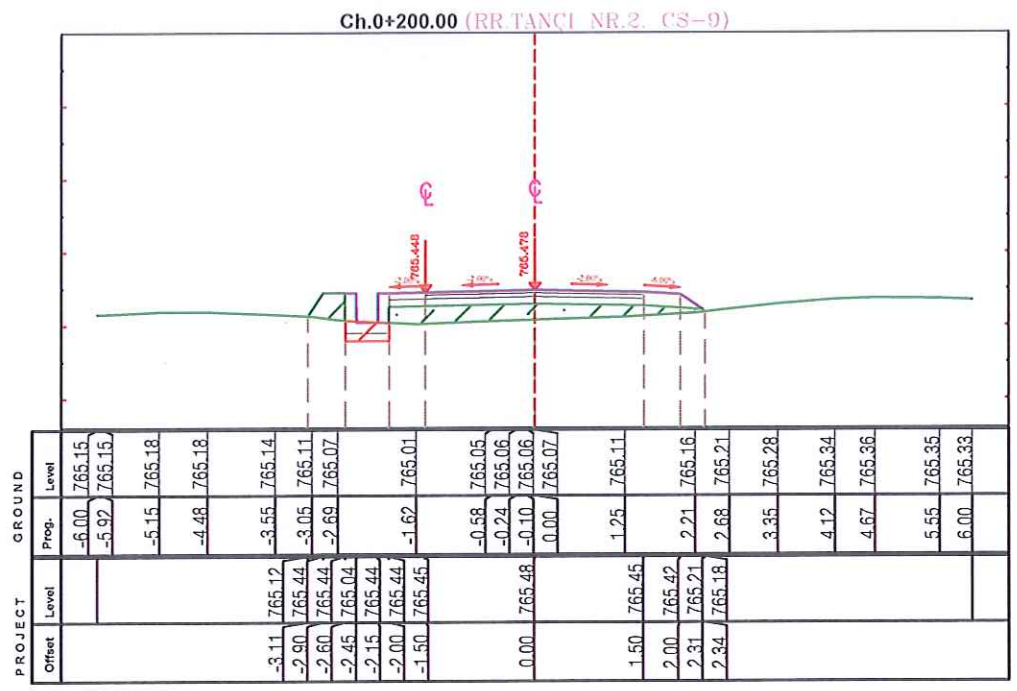 Ch.0+200.00 (RR.TANÇI NR.2, CS-9)
℄ ℄
765.448 765.478
-2.00% -2.00%
GROUND
Level 765.15 765.15 765.18 765.18 765.14 765.11 765.07 765.01 765.05 765.06 765.06 765.07 765.11 765.16 765.21 765.28 765.34 765.36 765.35 765.33
Prog. -6.00 -5.92 -5.15 -4.48 -3.55 -3.05 -2.69 -1.62 -0.58 -0.24 -0.10 0.00 1.25 2.21 2.68 3.35 4.12 4.67 5.55 6.00
PROJECT
Level 765.12 765.44 765.44 765.04 765.44 765.44 765.45 765.48 765.45 765.42 765.21 765.18
Offset -3.11 -2.90 -2.60 -2.45 -2.15 -2.00 -1.50 0.00 1.50 2.00 2.31 2.34